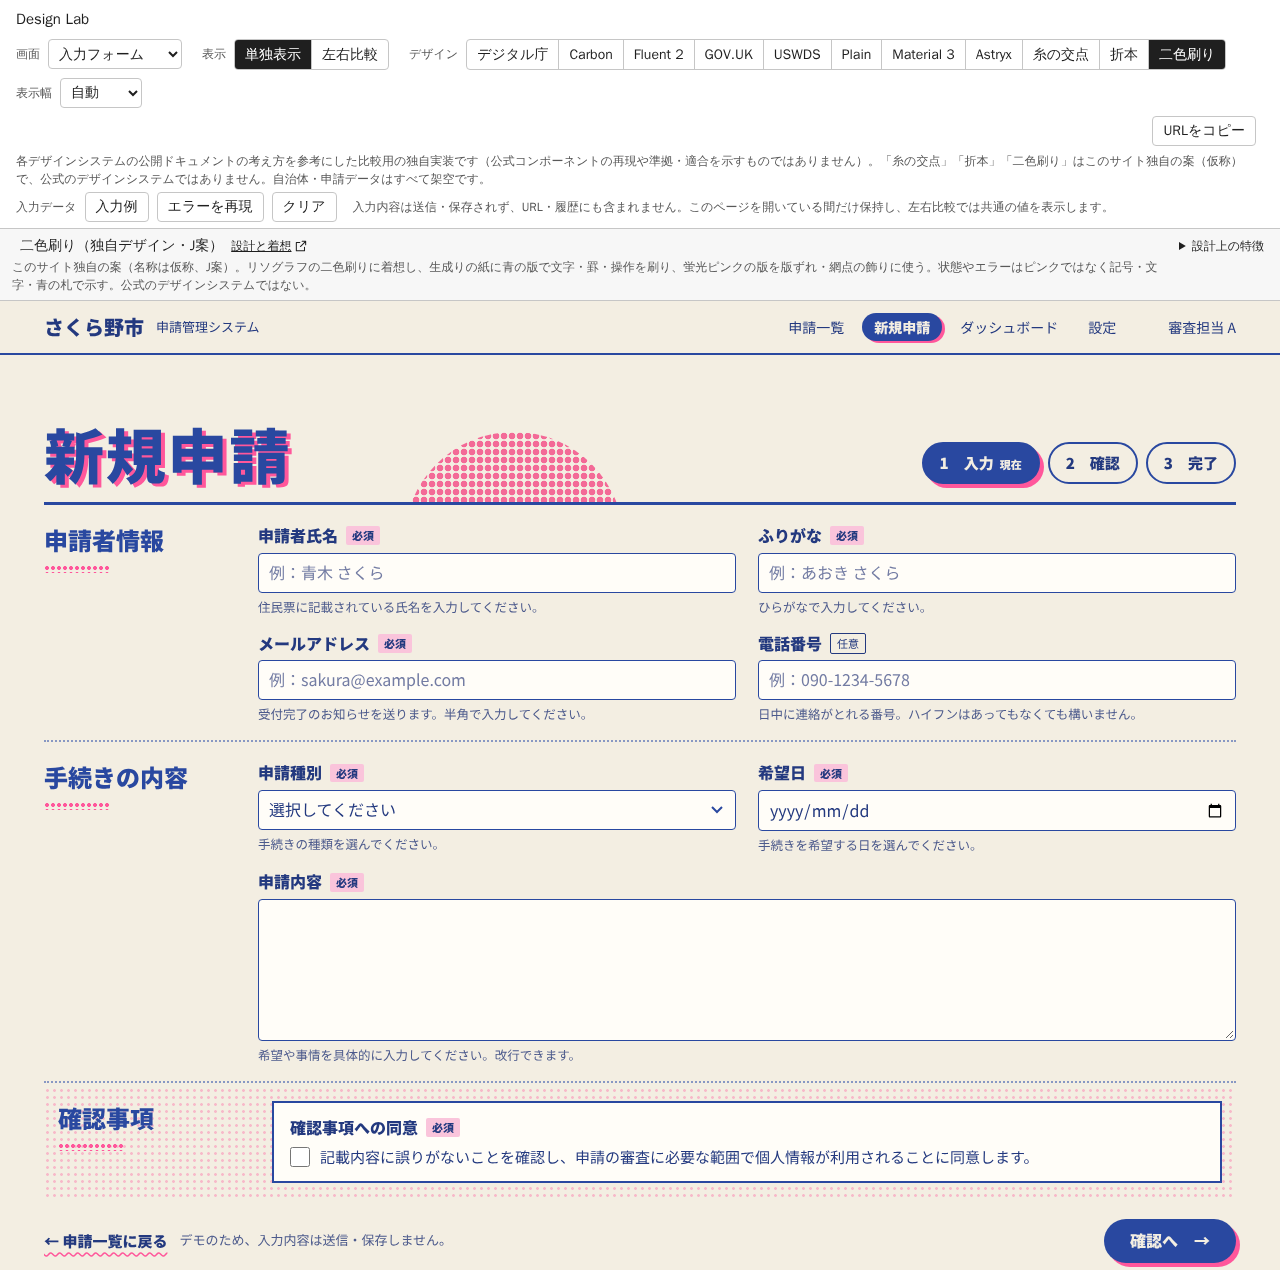 Design Lab
画面 入力フォーム 表示 単独表示 左右比較 デザイン デジタル庁 Carbon Fluent 2 GOV.UK USWDS Plain Material 3 Astryx 糸の交点 折本 二色刷り
表示幅 自動
URLをコピー
各デザインシステムの公開ドキュメントの考え方を参考にした比較用の独自実装です（公式コンポーネントの再現や準拠・適合を示すものではありません）。「糸の交点」「折本」「二色刷り」はこのサイト独自の案（仮称）
で、公式のデザインシステムではありません。自治体・申請データはすべて架空です。
入力データ 入力例 エラーを再現 クリア 入力内容は送信・保存されず、URL・履歴にも含まれません。このページを開いている間だけ保持し、左右比較では共通の値を表示します。
二色刷り（独自デザイン・J案） 設計と着想 ▶ 設計上の特徴
このサイト独自の案（名称は仮称、J案）。リソグラフの二色刷りに着想し、生成りの紙に青の版で文字・罫・操作を刷り、蛍光ピンクの版を版ずれ・網点の飾りに使う。状態やエラーはピンクではなく記号・文
字・青の札で示す。公式のデザインシステムではない。
さくら野市 申請管理システム 申請一覧 新規申請 ダッシュボード 設定 審査担当 A
新規申請 1 入力 現在 2 確認 3 完了
申請者情報
申請者氏名 必須 ふりがな 必須
例：青木 さくら 例：あおき さくら
住民票に記載されている氏名を入力してください。 ひらがなで入力してください。
メールアドレス 必須 電話番号 任意
例：sakura@example.com 例：090-1234-5678
受付完了のお知らせを送ります。半角で入力してください。 日中に連絡がとれる番号。ハイフンはあってもなくても構いません。
手続きの内容
申請種別 必須 希望日 必須
選択してください yyyy/mm/dd
手続きの種類を選んでください。 手続きを希望する日を選んでください。
申請内容 必須
希望や事情を具体的に入力してください。改行できます。
確認事項
確認事項への同意 必須
記載内容に誤りがないことを確認し、申請の審査に必要な範囲で個人情報が利用されることに同意します。
← 申請一覧に戻る デモのため、入力内容は送信・保存しません。 確認へ →